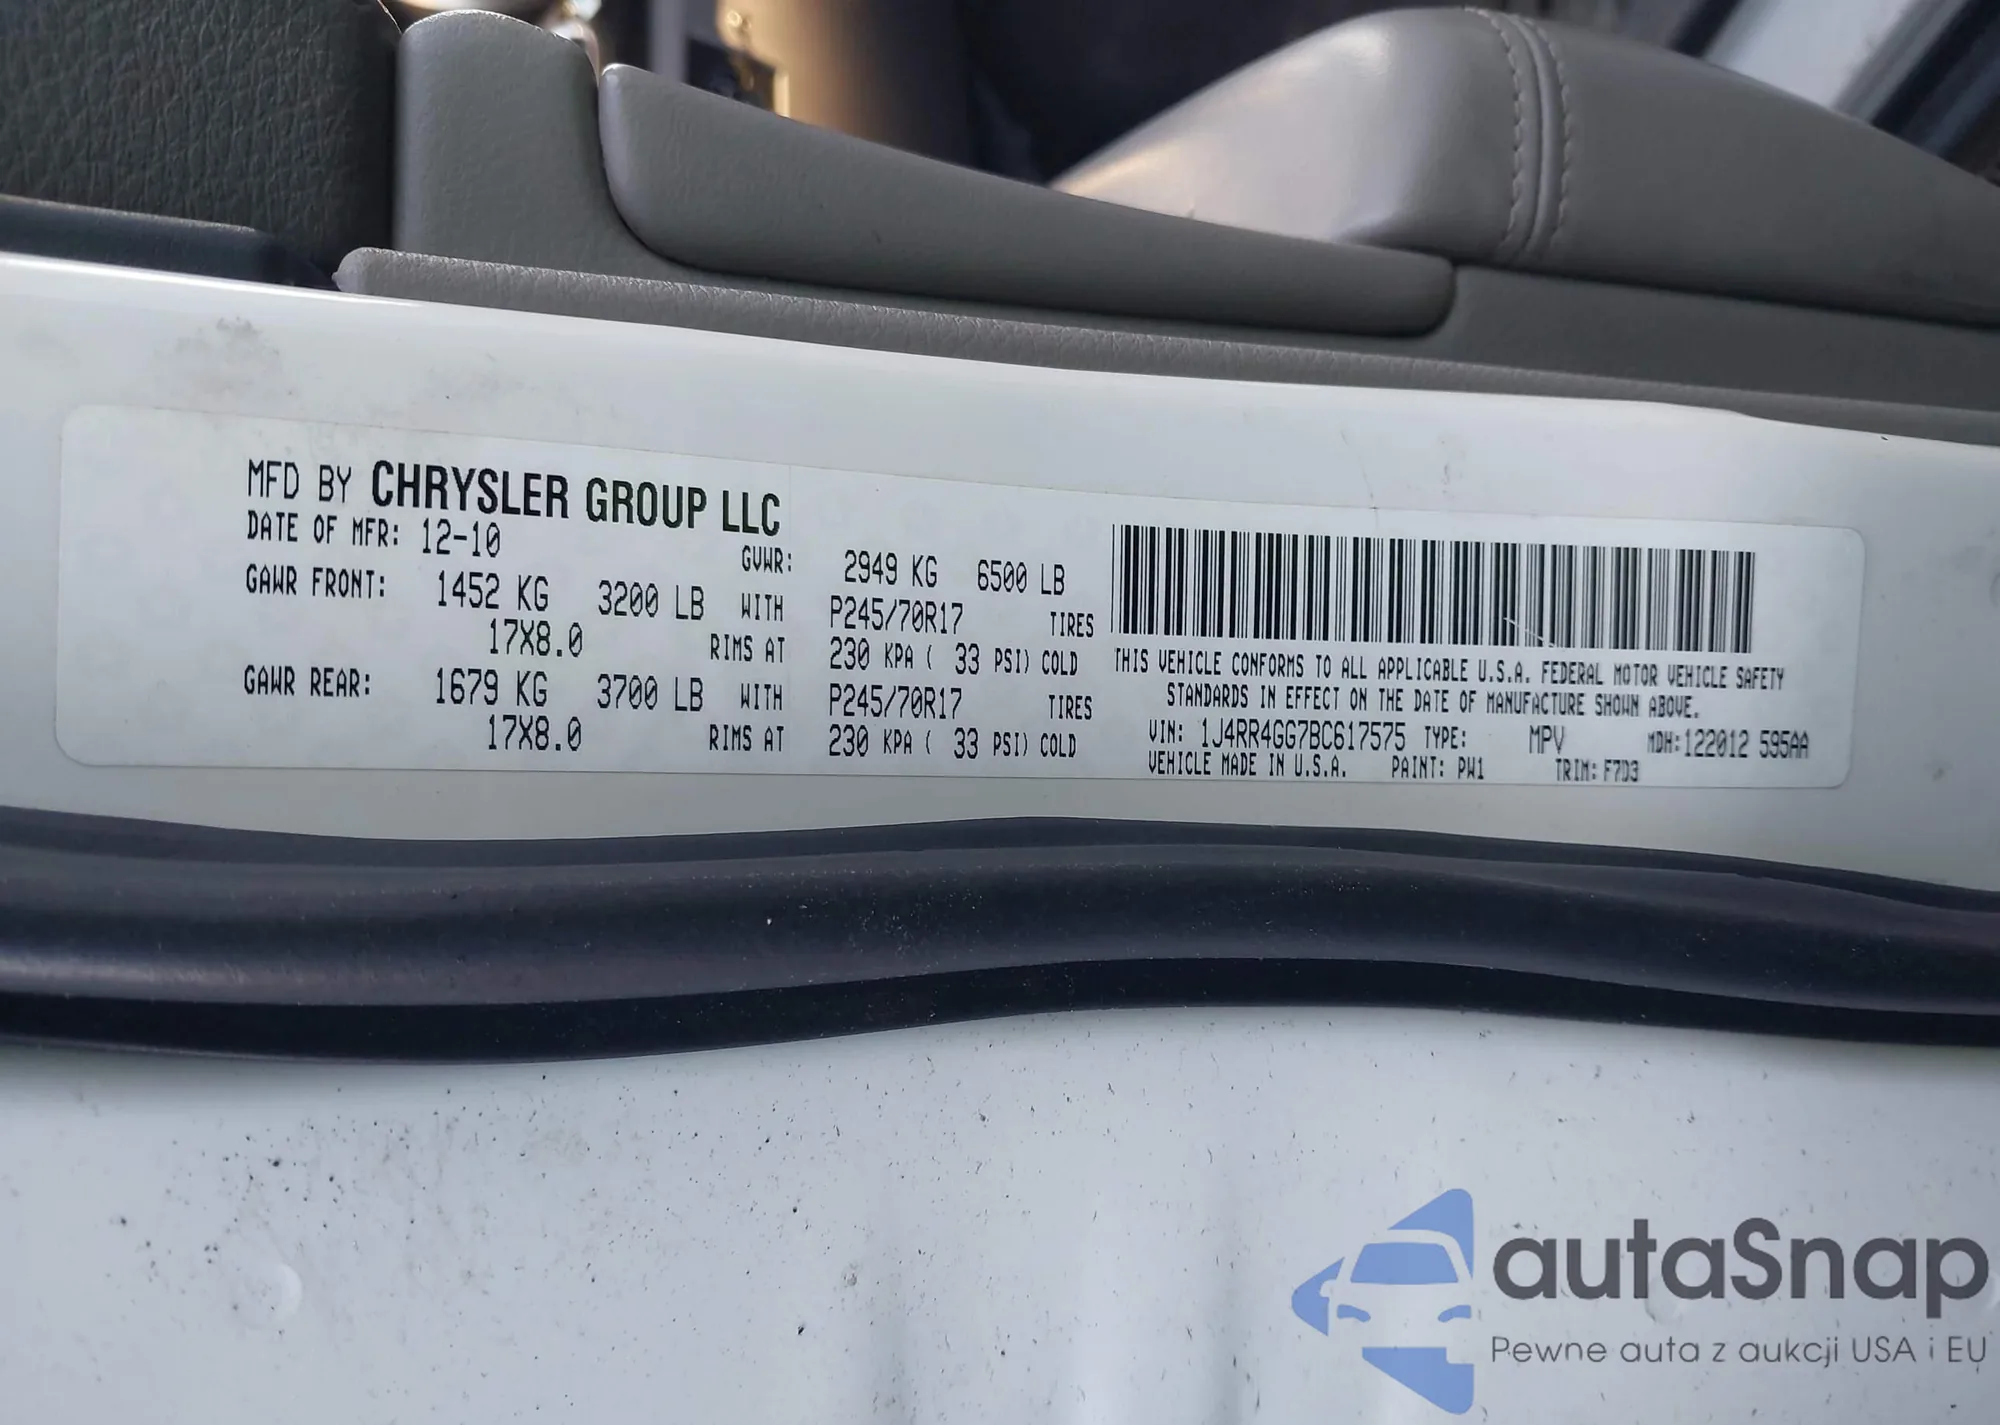 MFD BY CHRYSLER GROUP LLC
DATE OF MFR: 12-10 GVWR: 2949 KG 6500 LB
GAWR FRONT: 1452 KG 3200 LB WITH P245/70R17 TIRES
17X8.0 RIMS AT 230 KPA ( 33 PSI) COLD
GAWR REAR: 1679 KG 3700 LB WITH P245/70R17 TIRES
17X8.0 RIMS AT 230 KPA ( 33 PSI) COLD
THIS VEHICLE CONFORMS TO ALL APPLICABLE U.S.A. FEDERAL MOTOR VEHICLE SAFETY
STANDARDS IN EFFECT ON THE DATE OF MANUFACTURE SHOWN ABOVE.
VIN: 1J4RR4GG7BC617575 TYPE: MPV MDH:122012 595AA
VEHICLE MADE IN U.S.A. PAINT: PW1 TRIM: F7D3
autaSnap
Pewne auta z aukcji USA i EU